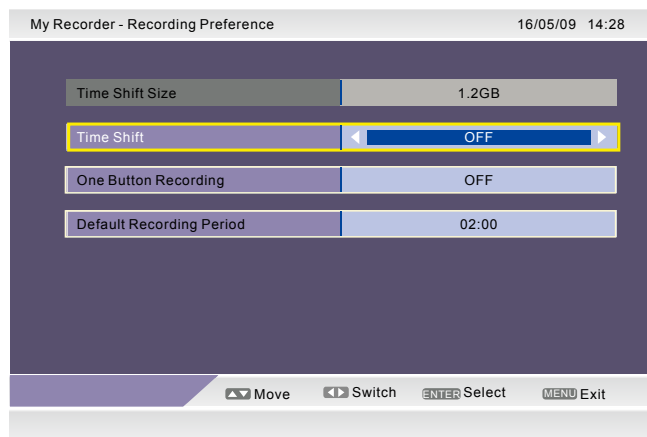 My Recorder - Recording Preference 16/05/09 14:28
Time Shift Size 1.2GB
Time Shift OFF
One Button Recording OFF
Default Recording Period 02:00
Move Switch ENTER Select MENU Exit